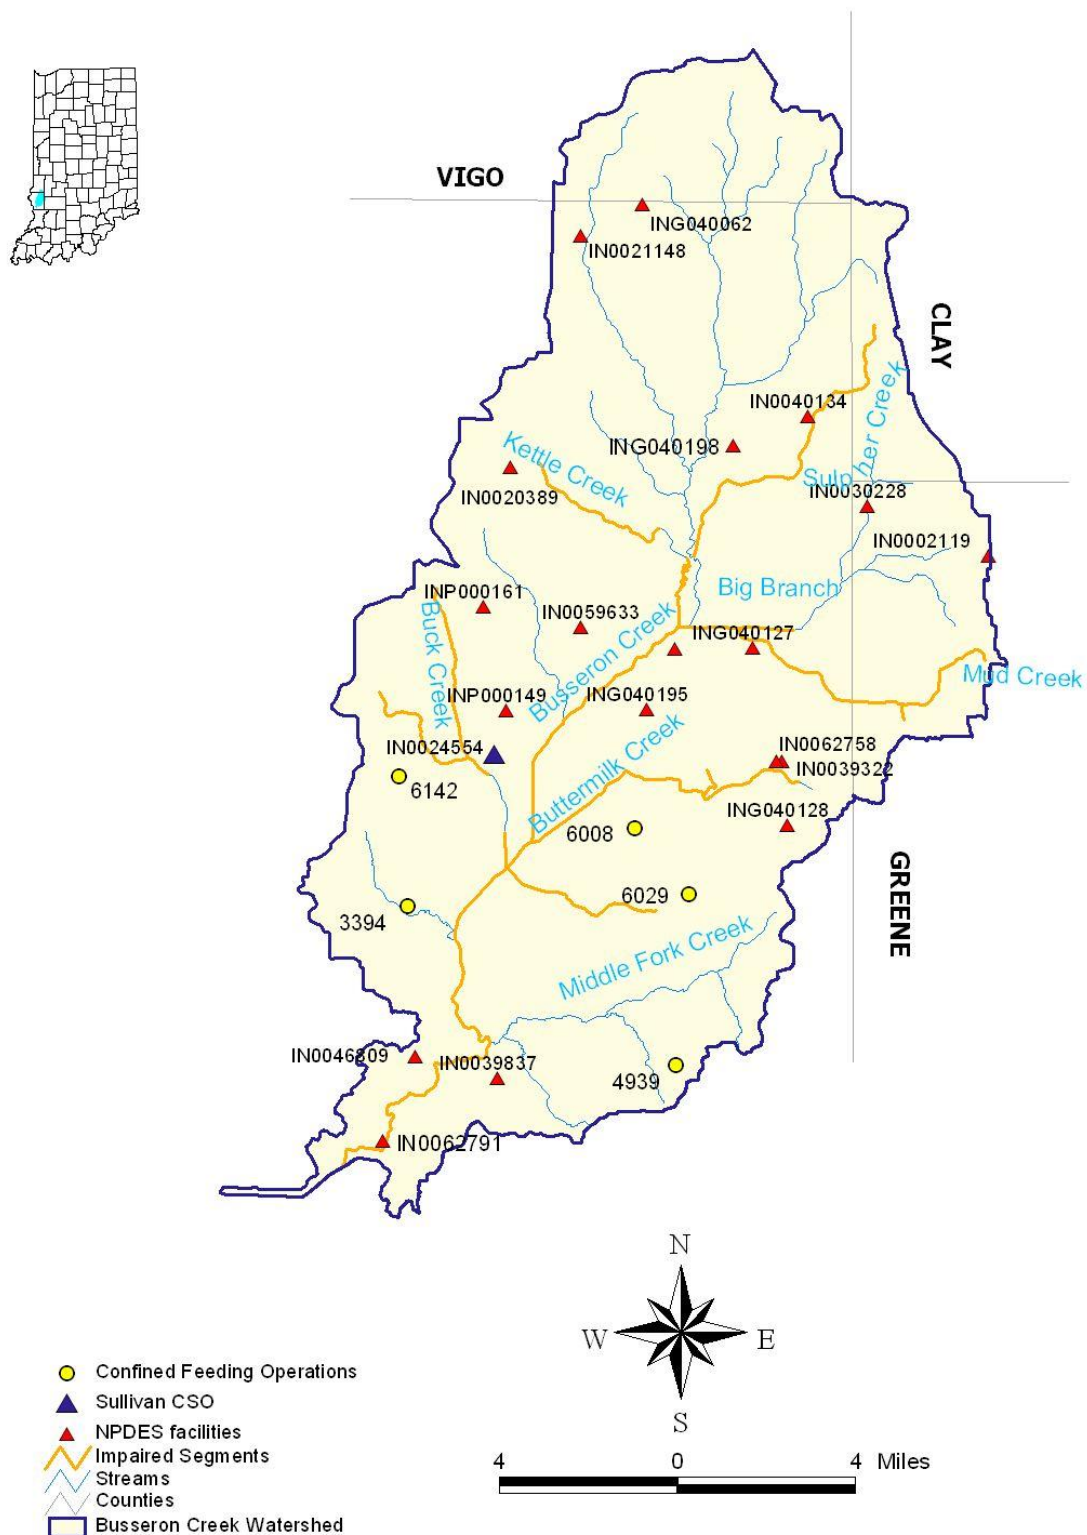 VIGO
ING040062
IN0021148
CLAY
IN0040134
ING040198
Kettle Creek
Sulpher Creek
IN0020389
IN0030228
IN0002119
INP000161
Big Branch
IN0059633
ING040127
Buck Creek
Busseron Creek
Mud Creek
INP000149
ING040195
IN0024554
IN0062758
IN0039322
6142
Buttermilk Creek
ING040128
6008
GREENE
6029
3394
Middle Fork Creek
IN0046809
IN0039837
4939
IN0062791
N
W
E
S
Confined Feeding Operations
Sullivan CSO
NPDES facilities
Impaired Segments
Streams
Counties
Busseron Creek Watershed
4 0 4 Miles